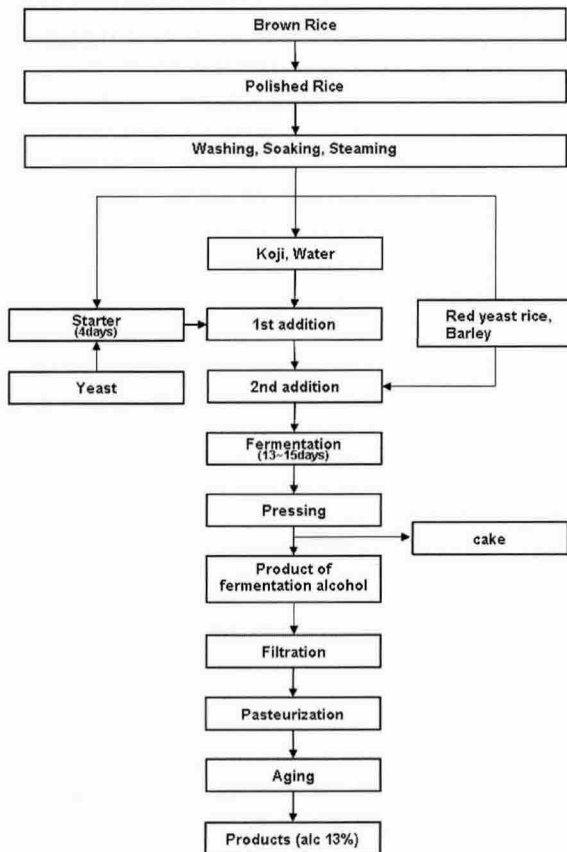 Brown Rice
Polished Rice
Washing, Soaking, Steaming
Koji, Water
Starter
(4days)
1st addition
Red yeast rice,
Barley
Yeast
2nd addition
Fermentation
(13~15days)
Pressing
cake
Product of
fermentation alcohol
Filtration
Pasteurization
Aging
Products (alc 13%)